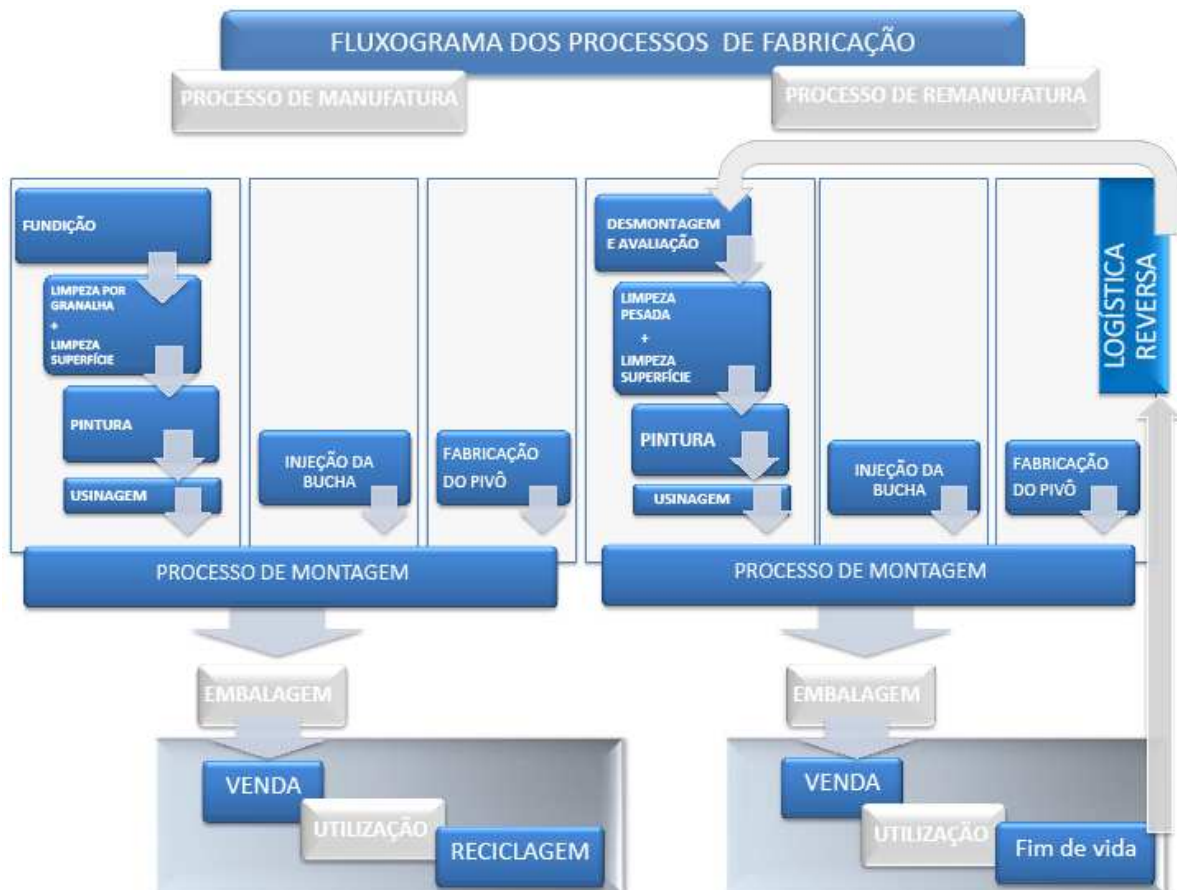 FLUXOGRAMA DOS PROCESSOS DE FABRICAÇÃO
PROCESSO DE MANUFATURA
PROCESSO DE REMANUFATURA
FUNDIÇÃO
LIMPEZA POR
GRANALHA
+
LIMPEZA
SUPERFÍCIE
PINTURA
USINAGEM
INJEÇÃO DA
BUCHA
FABRICAÇÃO
DO PIVÔ
PROCESSO DE MONTAGEM
EMBALAGEM
VENDA
UTILIZAÇÃO
RECICLAGEM
DESMONTAGEM
E AVALIAÇÃO
LIMPEZA
PESADA
+
LIMPEZA
SUPERFÍCIE
PINTURA
USINAGEM
INJEÇÃO DA
BUCHA
FABRICAÇÃO
DO PIVÔ
LOGÍSTICA
REVERSA
PROCESSO DE MONTAGEM
EMBALAGEM
VENDA
UTILIZAÇÃO
Fim de vida